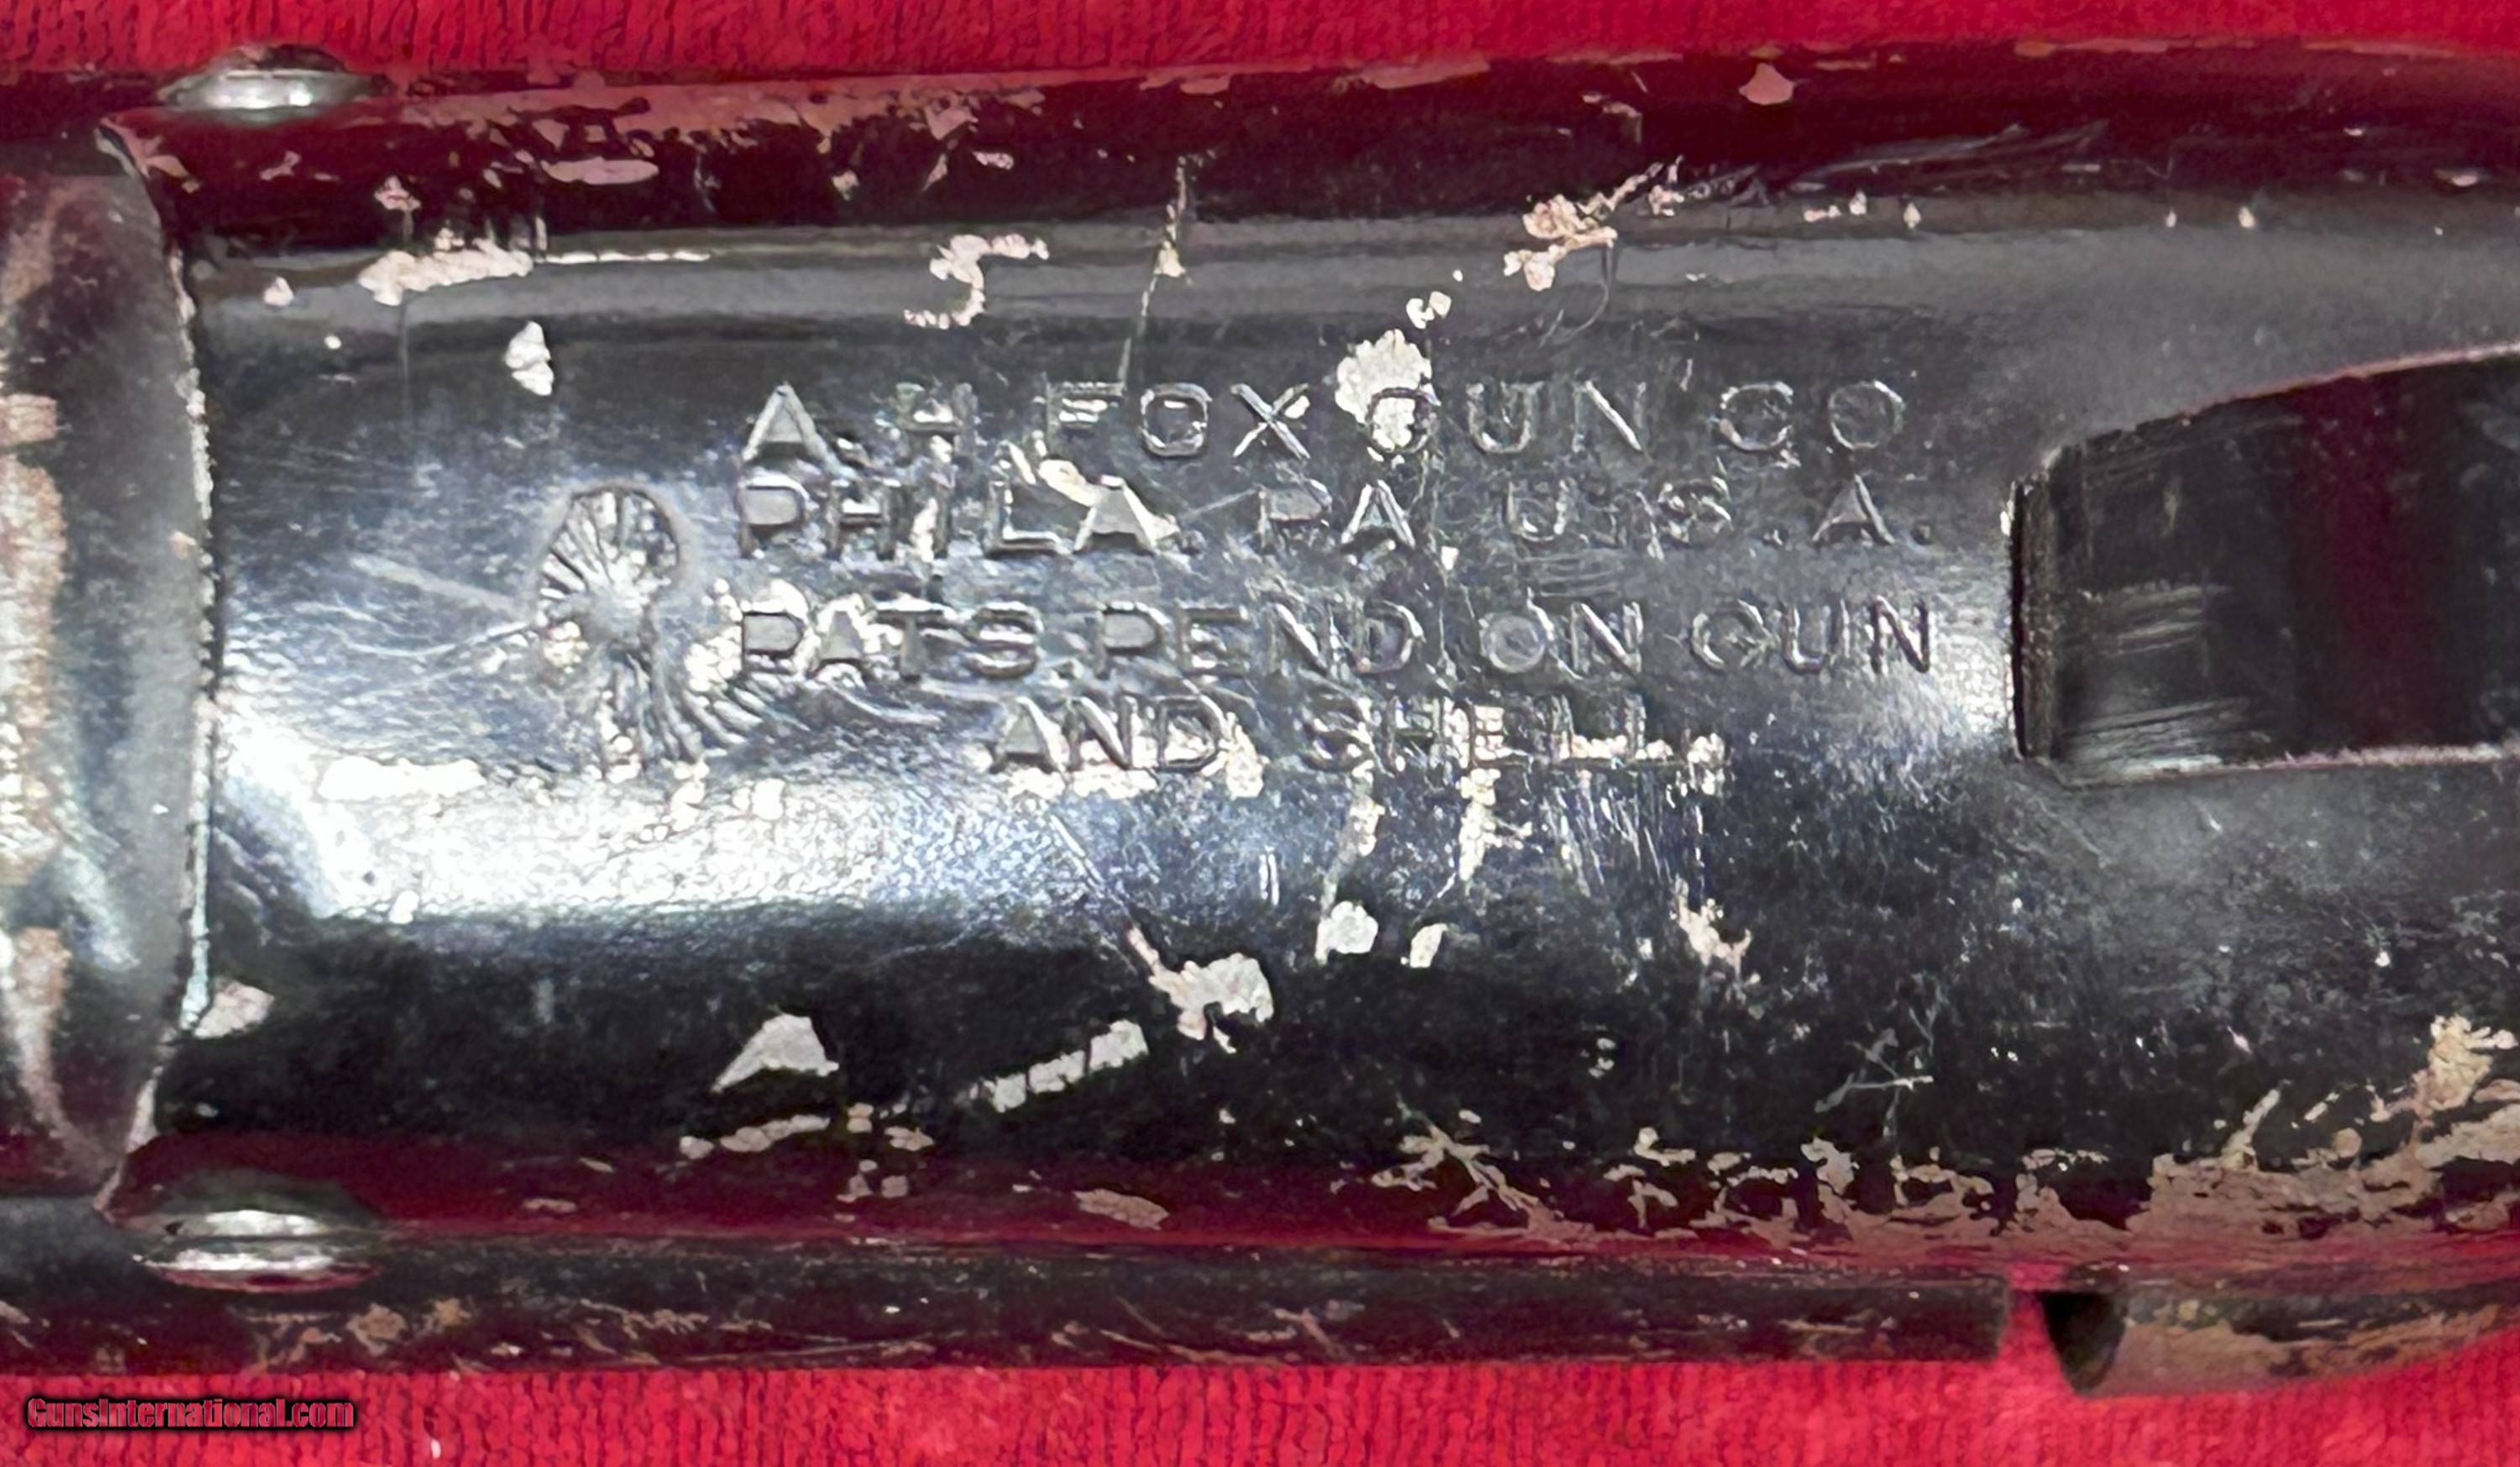 A.H. FOX GUN CO
PHILA. PA. U.S.A.
PATS. PEND ON GUN
AND SHELL
GunsInternational.com